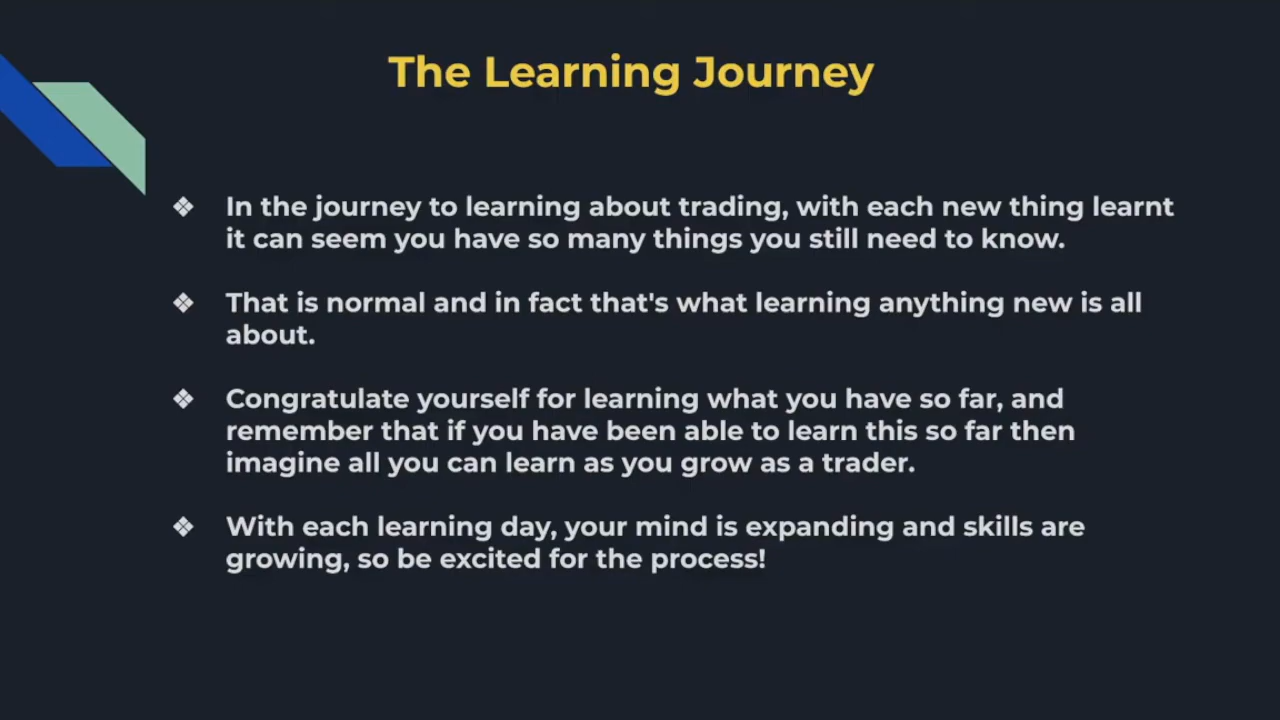 The Learning Journey
❖ In the journey to learning about trading, with each new thing learnt
it can seem you have so many things you still need to know.
❖ That is normal and in fact that's what learning anything new is all
about.
❖ Congratulate yourself for learning what you have so far, and
remember that if you have been able to learn this so far then
imagine all you can learn as you grow as a trader.
❖ With each learning day, your mind is expanding and skills are
growing, so be excited for the process!